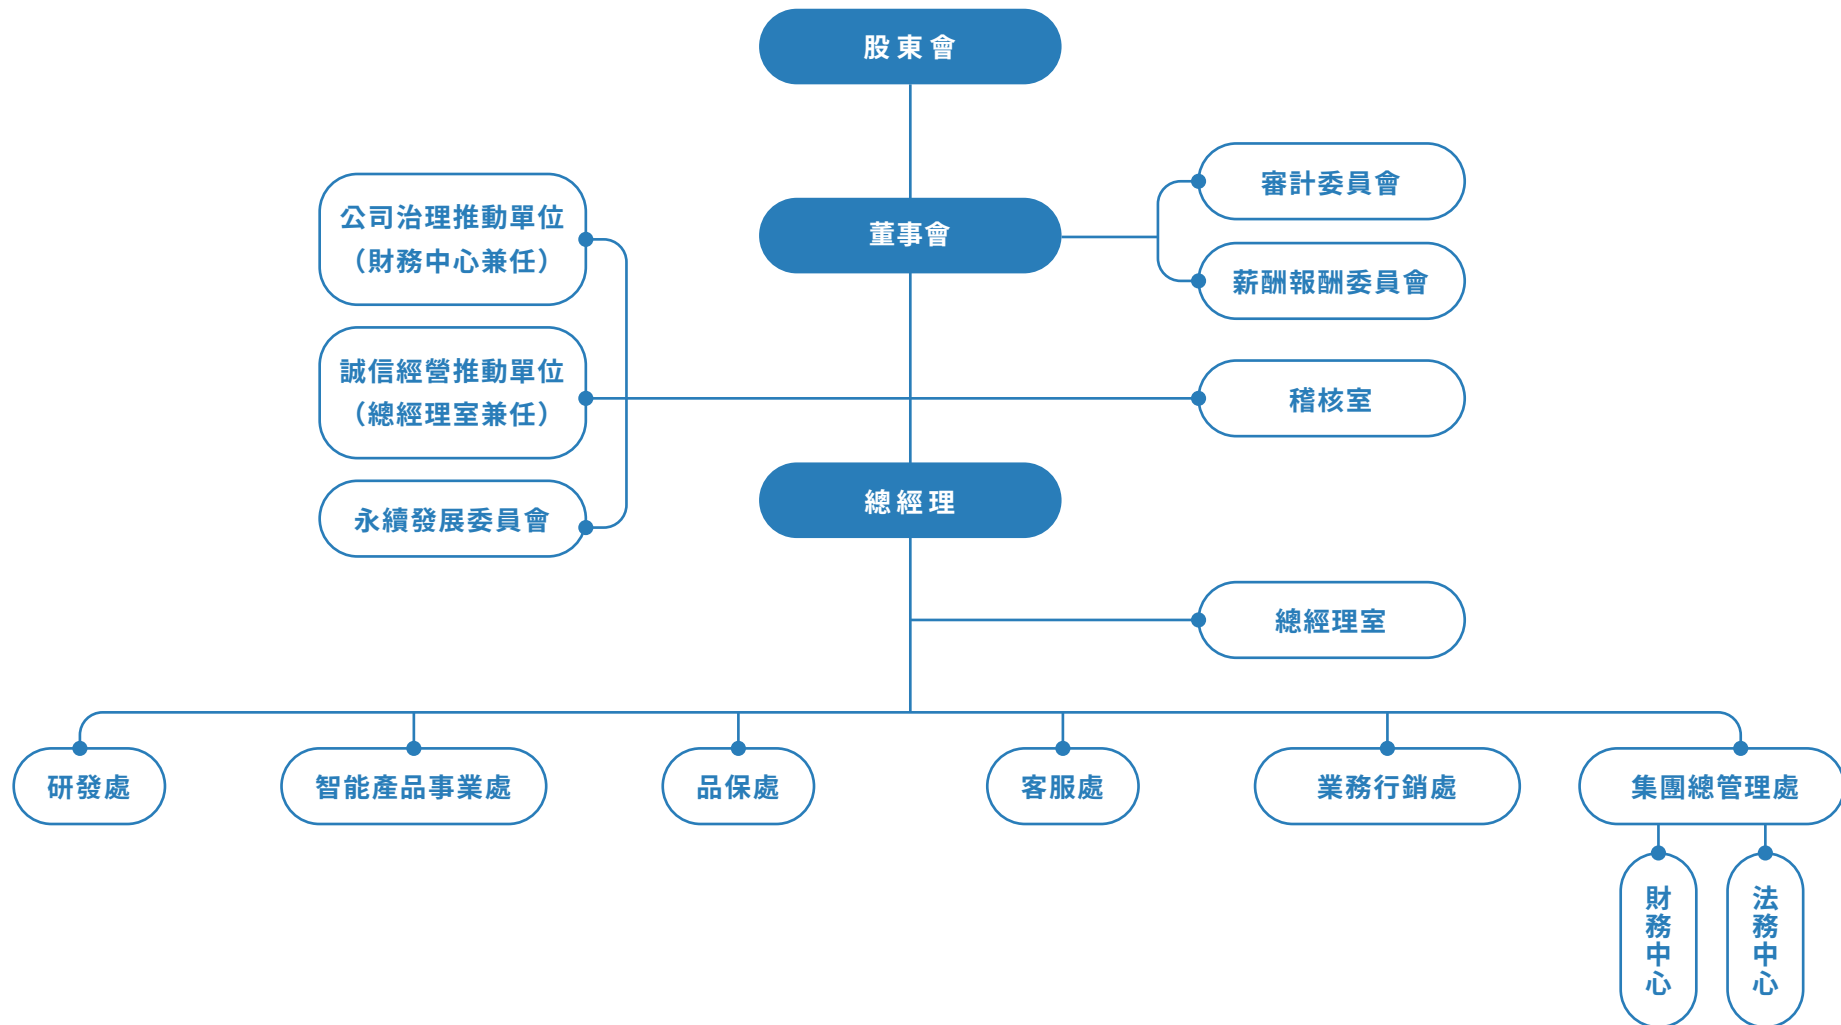 股東會
董事會
審計委員會
薪酬報酬委員會
公司治理推動單位
（財務中心兼任）
誠信經營推動單位
（總經理室兼任）
永續發展委員會
稽核室
總經理
總經理室
研發處
智能產品事業處
品保處
客服處
業務行銷處
集團總管理處
財務中心
法務中心